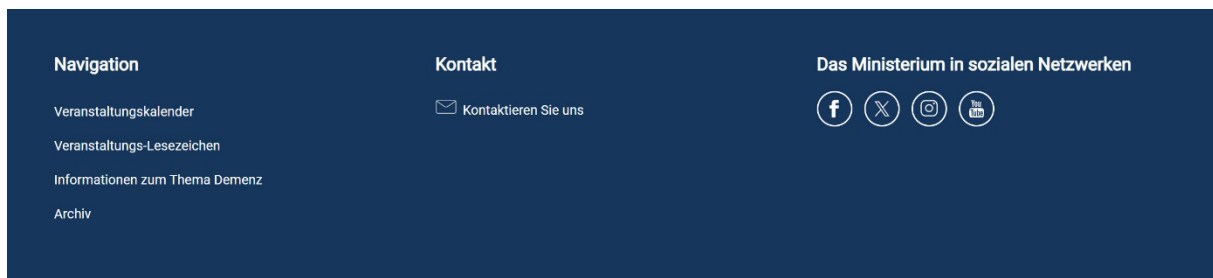 Navigation
Veranstaltungskalender
Veranstaltungs-Lesezeichen
Informationen zum Thema Demenz
Archiv
Kontakt
Kontaktieren Sie uns
Das Ministerium in sozialen Netzwerken
You Tube